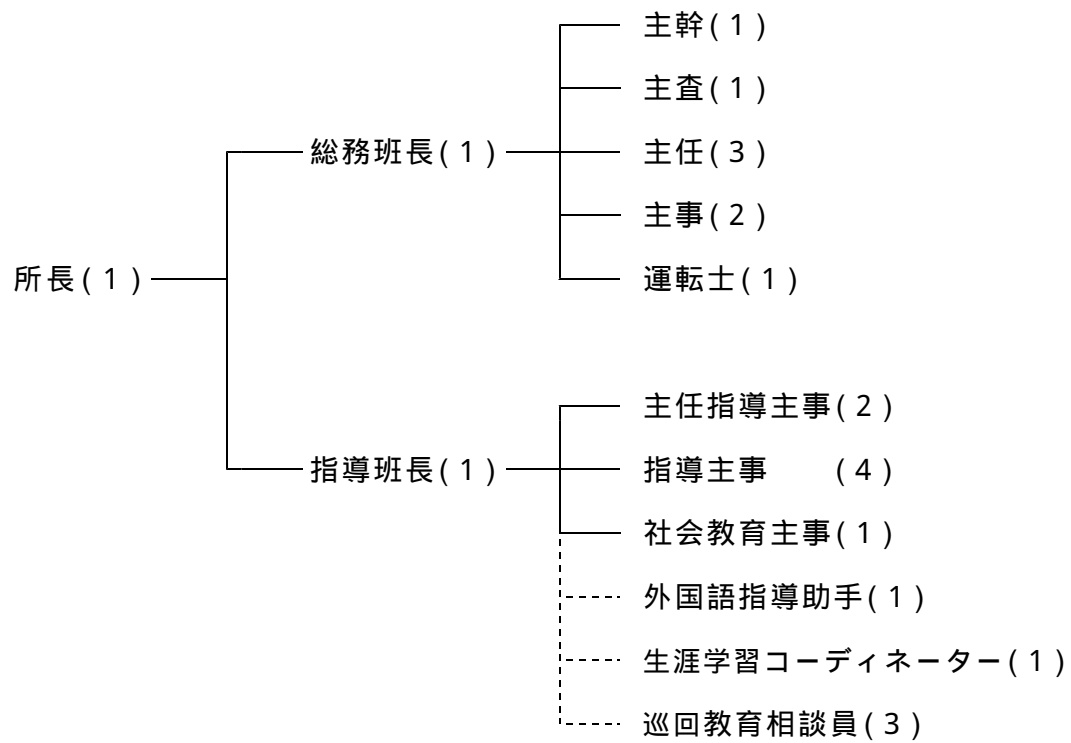 主幹(1)
主査(1)
総務班長(1)
主任(3)
主事(2)
所長(1)
運転士(1)
主任指導主事(2)
指導班長(1)
指導主事 (4)
社会教育主事(1)
外国語指導助手(1)
生涯学習コーディネーター(1)
巡回教育相談員(3)